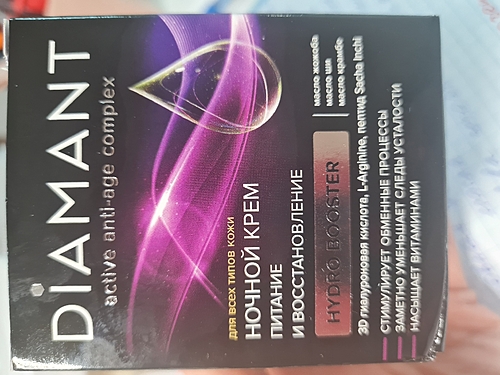 DIAMANT
active anti-age complex
масло жожоба
масло ши
масло крамбе
для всех типов кожи
НОЧНОЙ КРЕМ
ПИТАНИЕ
И ВОССТАНОВЛЕНИЕ
HYDRO BOOSTER
3D гиалуроновая кислота, L-Arginine, пептид Sacha Inchi
СТИМУЛИРУЕТ ОБМЕННЫЕ ПРОЦЕССЫ
ЗАМЕТНО УМЕНЬШАЕТ СЛЕДЫ УСТАЛОСТИ
НАСЫЩАЕТ ВИТАМИНАМИ